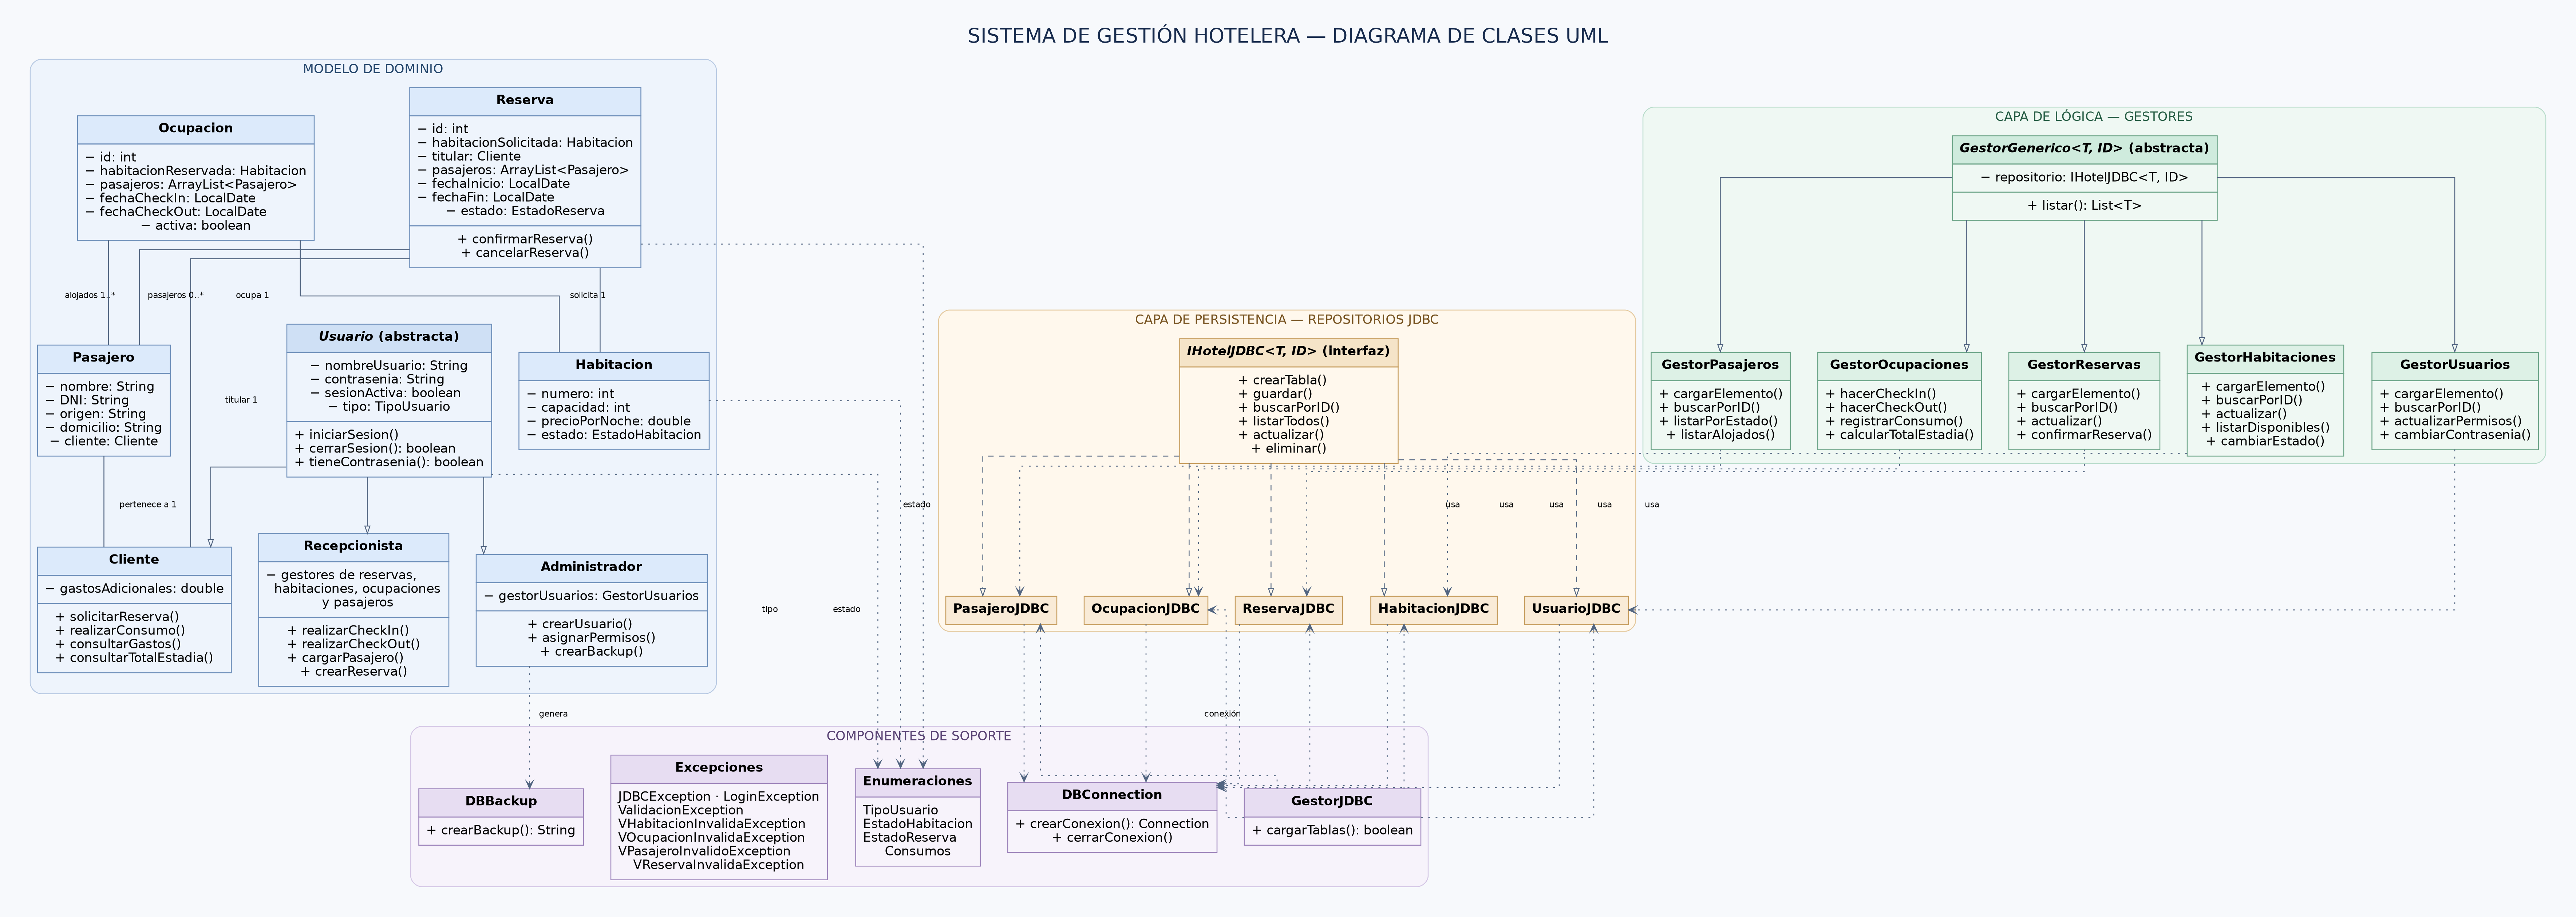 SISTEMA DE GESTIÓN HOTELERA — DIAGRAMA DE CLASES UML
MODELO DE DOMINIO
Ocupacion
− id: int
− habitacionReservada: Habitacion
− pasajeros: ArrayList<Pasajero>
− fechaCheckIn: LocalDate
− fechaCheckOut: LocalDate
− activa: boolean
Reserva
− id: int
− habitacionSolicitada: Habitacion
− titular: Cliente
− pasajeros: ArrayList<Pasajero>
− fechaInicio: LocalDate
− fechaFin: LocalDate
− estado: EstadoReserva
+ confirmarReserva()
+ cancelarReserva()
alojados 1..*
pasajeros 0..*
ocupa 1
solicita 1
Pasajero
− nombre: String
− DNI: String
− origen: String
− domicilio: String
− cliente: Cliente
titular 1
Usuario (abstracta)
− nombreUsuario: String
− contrasenia: String
− sesionActiva: boolean
− tipo: TipoUsuario
+ iniciarSesion()
+ cerrarSesion(): boolean
+ tieneContrasenia(): boolean
Habitacion
− numero: int
− capacidad: int
− precioPorNoche: double
− estado: EstadoHabitacion
pertenece a 1
Cliente
− gastosAdicionales: double
+ solicitarReserva()
+ realizarConsumo()
+ consultarGastos()
+ consultarTotalEstadia()
Recepcionista
− gestores de reservas,
habitaciones, ocupaciones
y pasajeros
+ realizarCheckIn()
+ realizarCheckOut()
+ cargarPasajero()
+ crearReserva()
Administrador
− gestorUsuarios: GestorUsuarios
+ crearUsuario()
+ asignarPermisos()
+ crearBackup()
estado
tipo
estado
genera
CAPA DE PERSISTENCIA — REPOSITORIOS JDBC
IHotelJDBC<T, ID> (interfaz)
+ crearTabla()
+ guardar()
+ buscarPorID()
+ listarTodos()
+ actualizar()
+ eliminar()
usa
usa
usa
usa
usa
PasajeroJDBC
OcupacionJDBC
ReservaJDBC
HabitacionJDBC
UsuarioJDBC
conexión
CAPA DE LÓGICA — GESTORES
GestorGenerico<T, ID> (abstracta)
− repositorio: IHotelJDBC<T, ID>
+ listar(): List<T>
GestorPasajeros
+ cargarElemento()
+ buscarPorID()
+ listarPorEstado()
+ listarAlojados()
GestorOcupaciones
+ hacerCheckIn()
+ hacerCheckOut()
+ registrarConsumo()
+ calcularTotalEstadia()
GestorReservas
+ cargarElemento()
+ buscarPorID()
+ actualizar()
+ confirmarReserva()
GestorHabitaciones
+ cargarElemento()
+ buscarPorID()
+ actualizar()
+ listarDisponibles()
+ cambiarEstado()
GestorUsuarios
+ cargarElemento()
+ buscarPorID()
+ actualizarPermisos()
+ cambiarContrasenia()
COMPONENTES DE SOPORTE
DBBackup
+ crearBackup(): String
Excepciones
JDBCException · LoginException
ValidacionException
VHabitacionInvalidaException
VOcupacionInvalidaException
VPasajeroInvalidoException
VReservaInvalidaException
Enumeraciones
TipoUsuario
EstadoHabitacion
EstadoReserva
Consumos
DBConnection
+ crearConexion(): Connection
+ cerrarConexion()
GestorJDBC
+ cargarTablas(): boolean